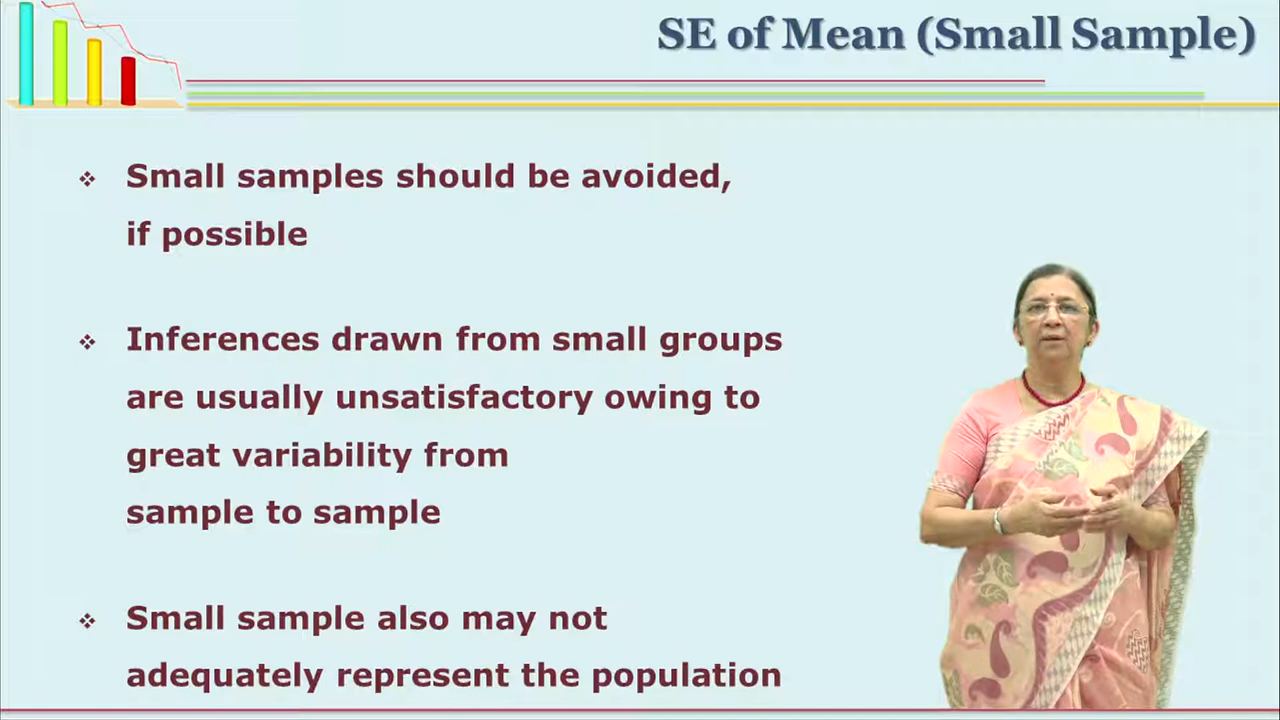 SE of Mean (Small Sample)
Small samples should be avoided,
if possible
Inferences drawn from small groups
are usually unsatisfactory owing to
great variability from
sample to sample
Small sample also may not
adequately represent the population